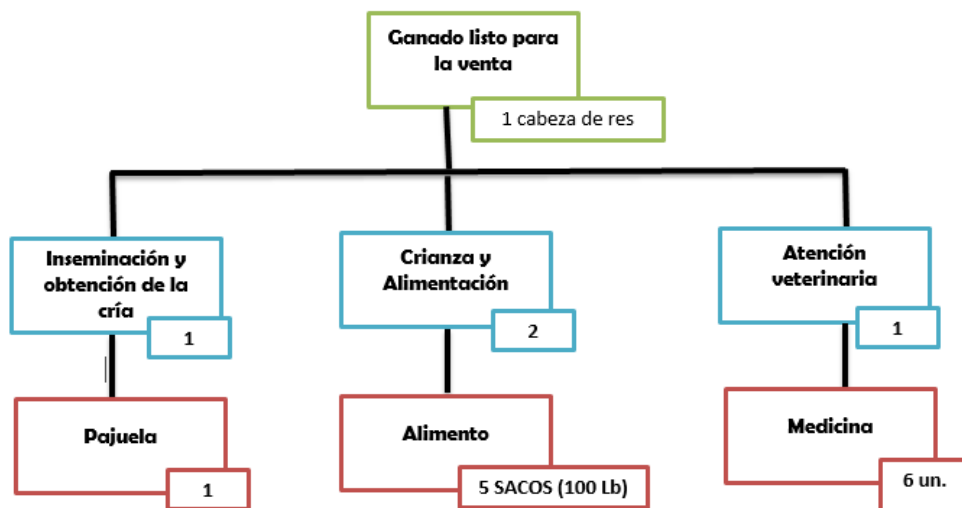 Ganado listo para
la venta
1 cabeza de res
Inseminación y
obtención de la
cría
1
Crianza y
Alimentación
2
Atención
veterinaria
1
Pajuela
1
Alimento
5 SACOS (100 Lb)
Medicina
6 un.